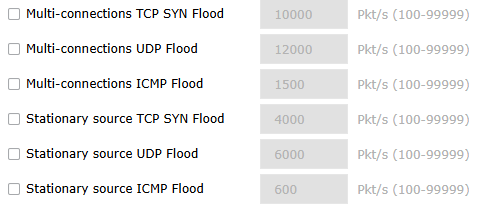 Multi-connections TCP SYN Flood 10000 Pkt/s (100-99999)
Multi-connections UDP Flood 12000 Pkt/s (100-99999)
Multi-connections ICMP Flood 1500 Pkt/s (100-99999)
Stationary source TCP SYN Flood 4000 Pkt/s (100-99999)
Stationary source UDP Flood 6000 Pkt/s (100-99999)
Stationary source ICMP Flood 600 Pkt/s (100-99999)